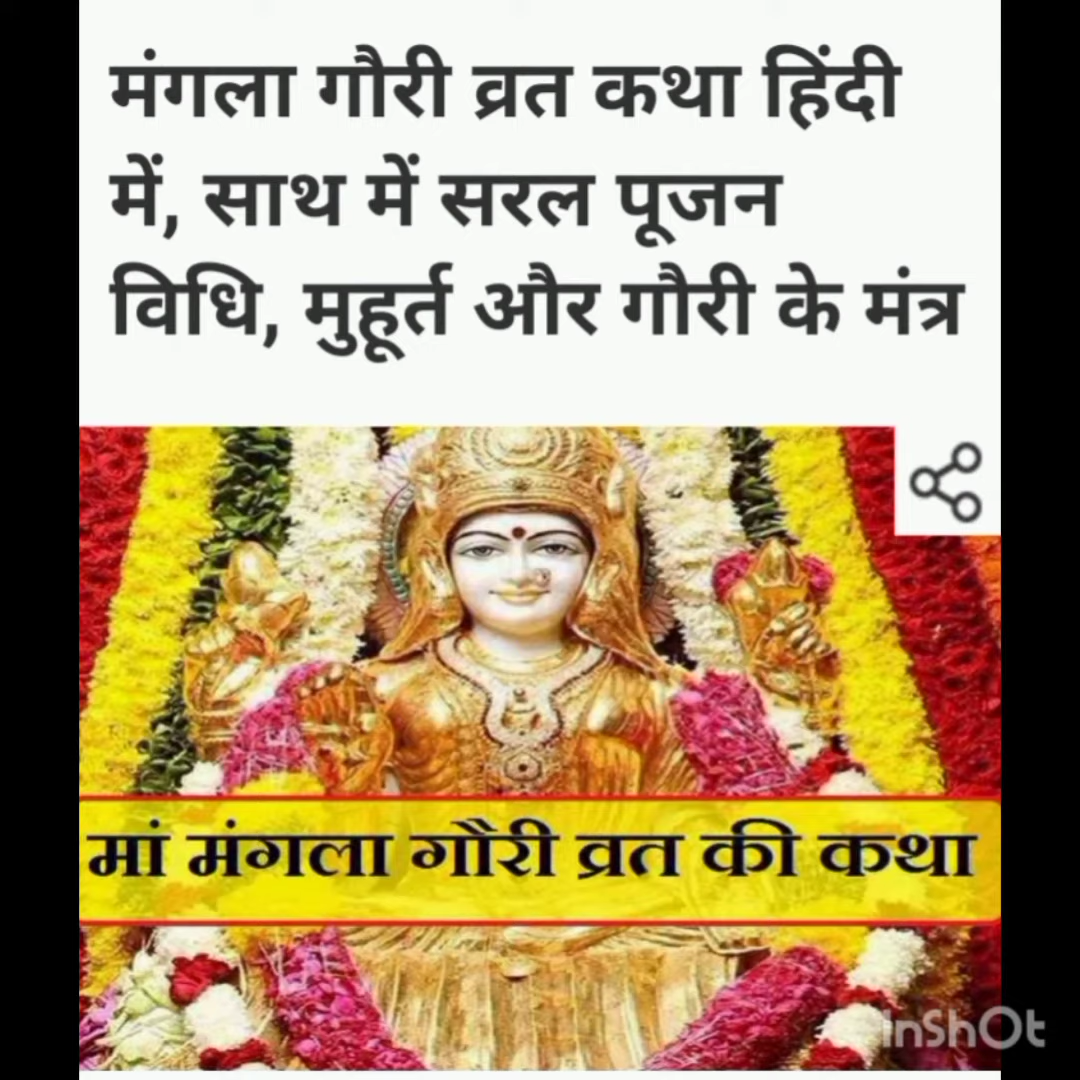 मंगला गौरी व्रत कथा हिंदी
में, साथ में सरल पूजन
विधि, मुहूर्त और गौरी के मंत्र
मां मंगला गौरी व्रत की कथा
InShOt